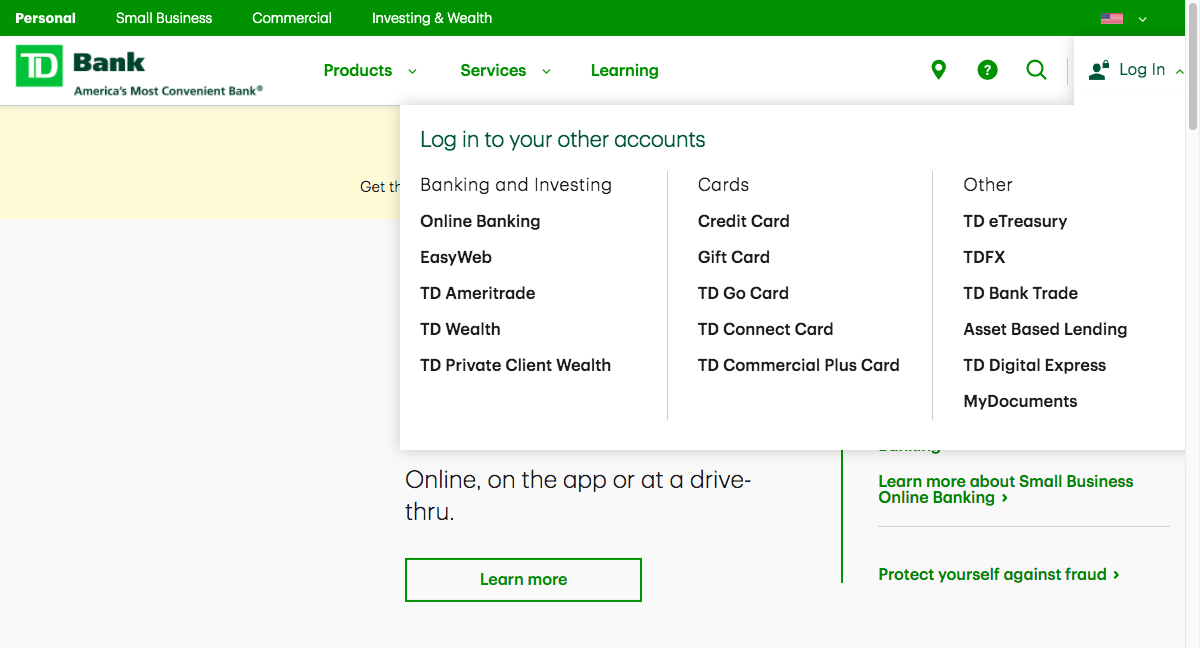 Personal Small Business Commercial Investing & Wealth
TD Bank
America's Most Convenient Bank®
Products Services Learning
? Log In
Log in to your other accounts
Get
Banking and Investing
Online Banking
EasyWeb
TD Ameritrade
TD Wealth
TD Private Client Wealth
Cards
Credit Card
Gift Card
TD Go Card
TD Connect Card
TD Commercial Plus Card
Other
TD eTreasury
TDFX
TD Bank Trade
Asset Based Lending
TD Digital Express
MyDocuments
Online, on the app or at a drive-
thru.
Learn more
Learn more about Small Business
Online Banking ›
Protect yourself against fraud ›